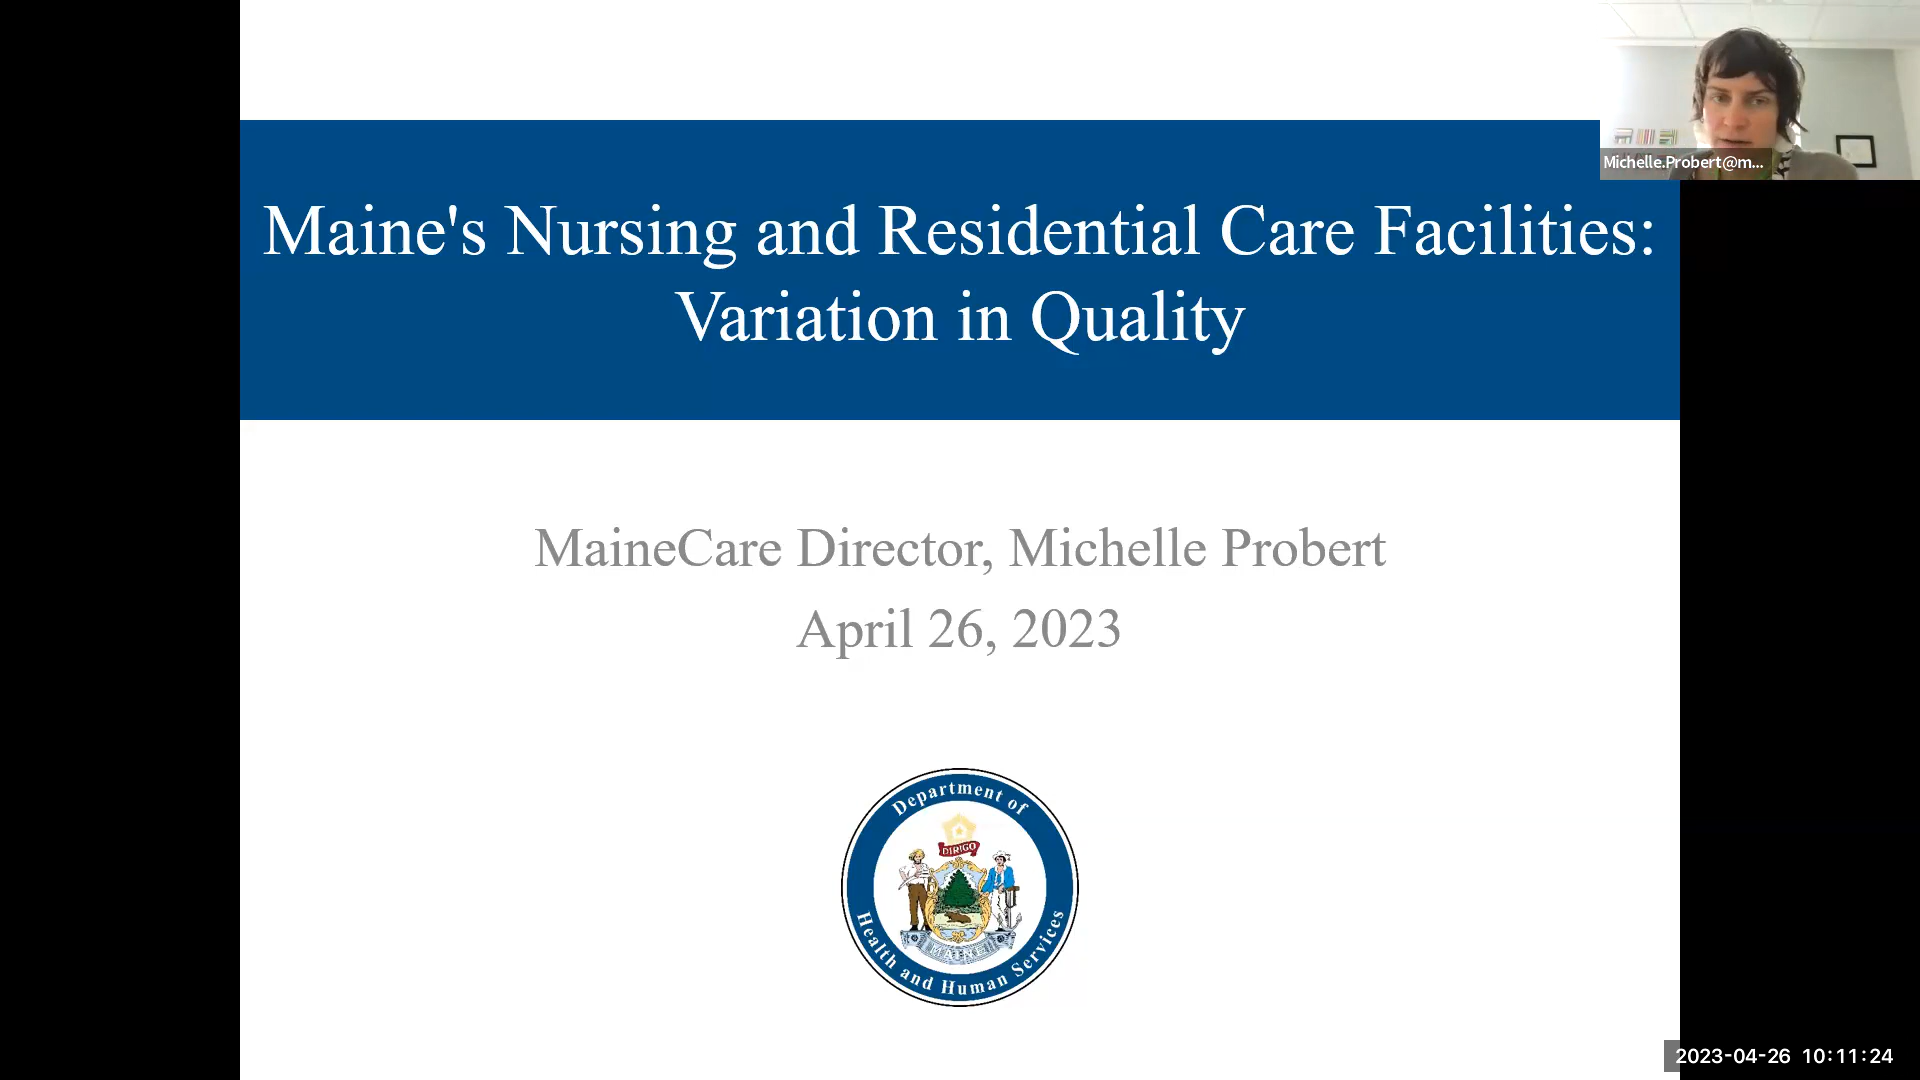 Michelle.Probert@m...
Maine's Nursing and Residential Care Facilities:
Variation in Quality
MaineCare Director, Michelle Probert
April 26, 2023
Department of
DIRIGO
MAINE
Health and Human Services
2023-04-26 10:11:24